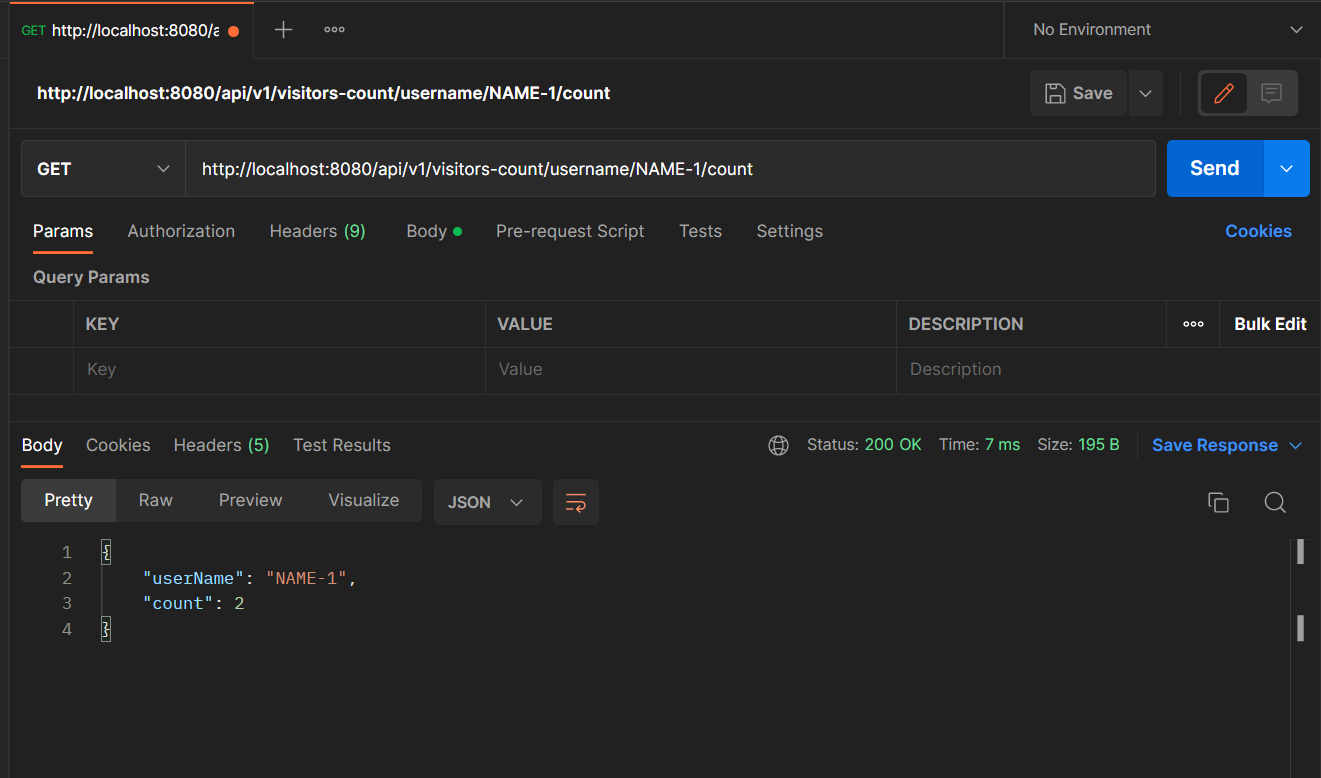 GET http://localhost:8080/a
No Environment
http://localhost:8080/api/v1/visitors-count/username/NAME-1/count
Save
GET http://localhost:8080/api/v1/visitors-count/username/NAME-1/count
Send
Params Authorization Headers (9) Body Pre-request Script Tests Settings Cookies
Query Params
KEY VALUE DESCRIPTION Bulk Edit
Key Value Description
Body Cookies Headers (5) Test Results Status: 200 OK Time: 7 ms Size: 195 B Save Response
Pretty Raw Preview Visualize JSON
1 {
2 "userName": "NAME-1",
3 "count": 2
4 }